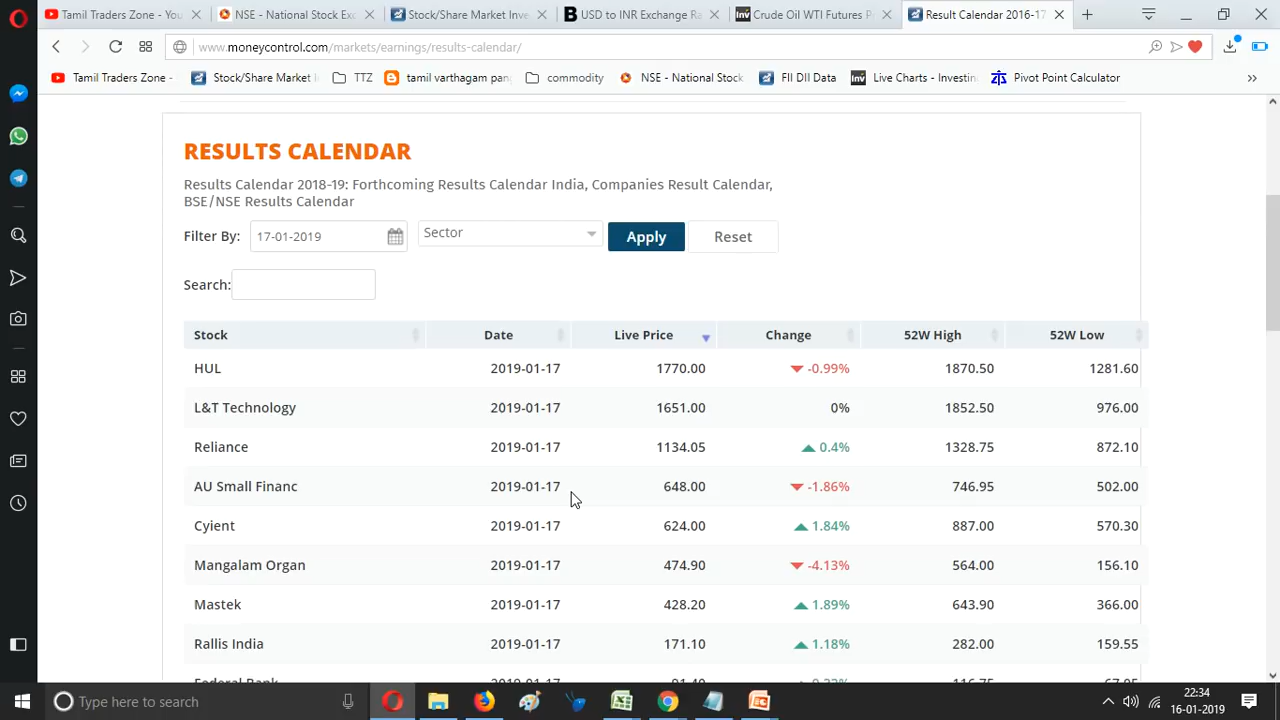 Tamil Traders Zone - You
NSE - National Stock Exc
Stock/Share Market Inve
USD to INR Exchange Ra
Crude Oil WTI Futures P
Result Calendar 2016-17
www.moneycontrol.com/markets/earnings/results-calendar/
Tamil Traders Zone -
Stock/Share Market
TTZ
tamil varthagam
commodity
NSE - National Stock
FII DII Data
Live Charts - Investin
Pivot Point Calculator
RESULTS CALENDAR
Results Calendar 2018-19: Forthcoming Results Calendar India, Companies Result Calendar,
BSE/NSE Results Calendar
Filter By: 17-01-2019 Sector Apply Reset
Search:
Stock Date Live Price Change 52W High 52W Low
HUL 2019-01-17 1770.00 -0.99% 1870.50 1281.60
L&T Technology 2019-01-17 1651.00 0% 1852.50 976.00
Reliance 2019-01-17 1134.05 0.4% 1328.75 872.10
AU Small Financ 2019-01-17 648.00 -1.86% 746.95 502.00
Cyient 2019-01-17 624.00 1.84% 887.00 570.30
Mangalam Organ 2019-01-17 474.90 -4.13% 564.00 156.10
Mastek 2019-01-17 428.20 1.89% 643.90 366.00
Rallis India 2019-01-17 171.10 1.18% 282.00 159.55
Federal Bank
Type here to search
22:34
16-01-2019